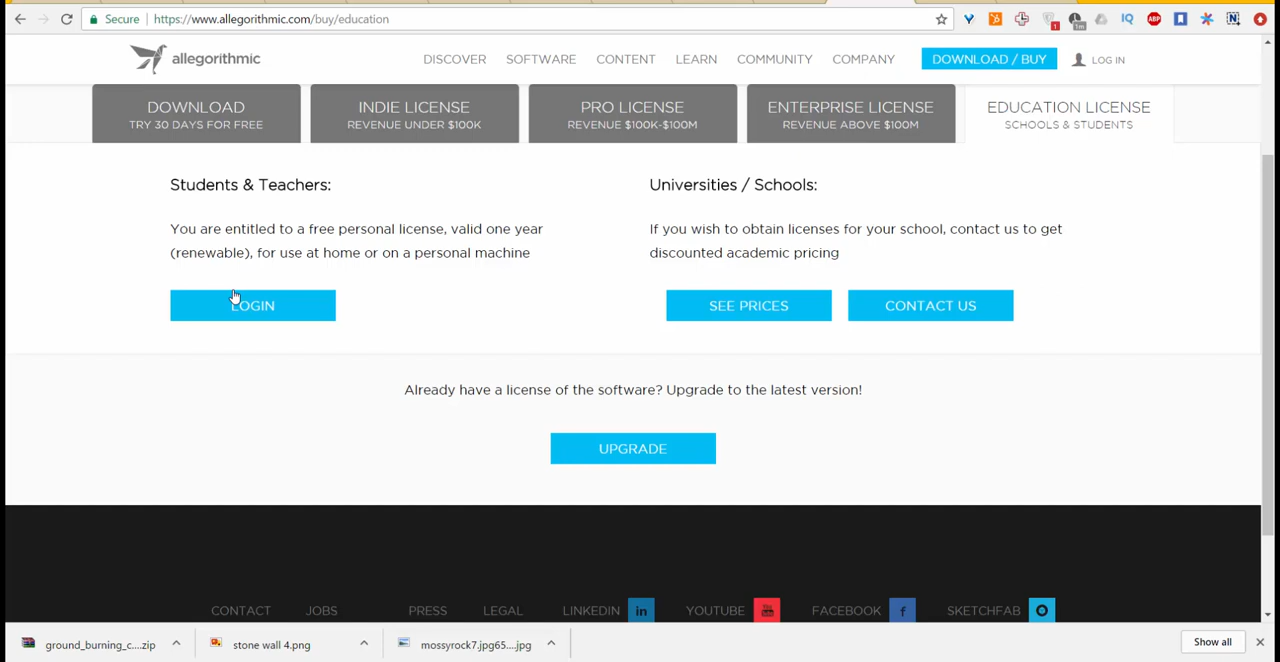 Secure https://www.allegorithmic.com/buy/education
IQ
ABP
N
1
1m
allegorithmic
DISCOVER SOFTWARE CONTENT LEARN COMMUNITY COMPANY DOWNLOAD / BUY LOG IN
DOWNLOAD INDIE LICENSE PRO LICENSE ENTERPRISE LICENSE EDUCATION LICENSE
TRY 30 DAYS FOR FREE REVENUE UNDER $100K REVENUE $100K-$100M REVENUE ABOVE $100M SCHOOLS & STUDENTS
Students & Teachers: Universities / Schools:
You are entitled to a free personal license, valid one year If you wish to obtain licenses for your school, contact us to get
(renewable), for use at home or on a personal machine discounted academic pricing
LOGIN SEE PRICES CONTACT US
Already have a license of the software? Upgrade to the latest version!
UPGRADE
CONTACT JOBS PRESS LEGAL LINKEDIN in YOUTUBE FACEBOOK f SKETCHFAB
ground_burning_c....zip stone wall 4.png mossyrock7.jpg65....jpg Show all